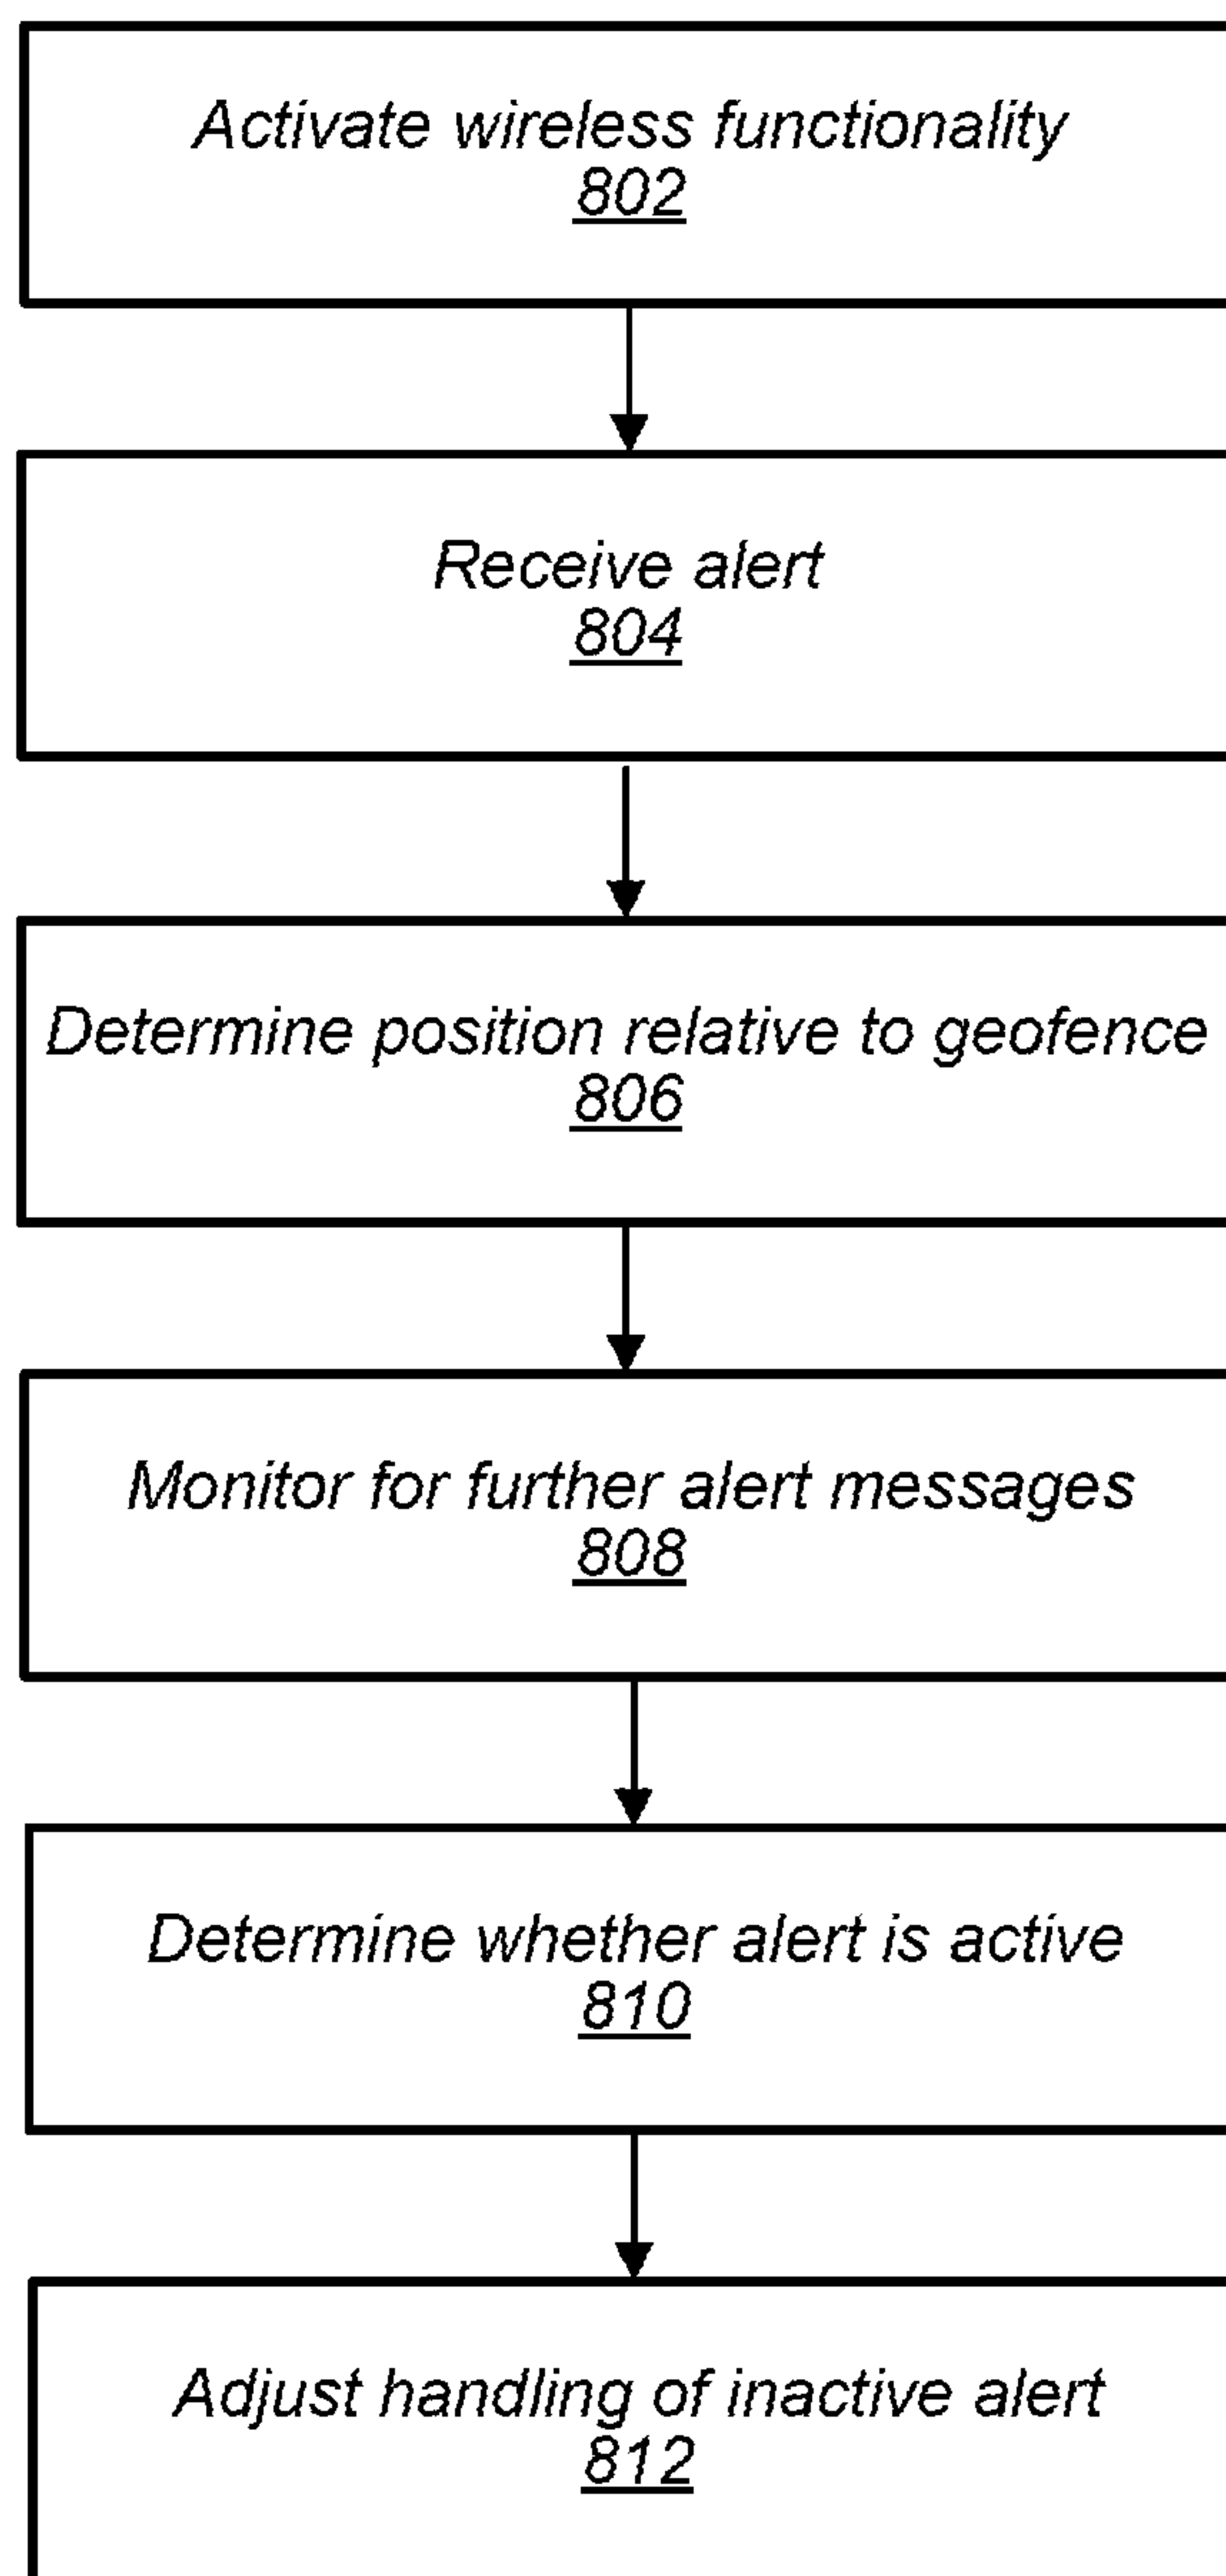 Activate wireless functionality
802
Receive alert
804
Determine position relative to geofence
806
Monitor for further alert messages
808
Determine whether alert is active
810
Adjust handling of inactive alert
812